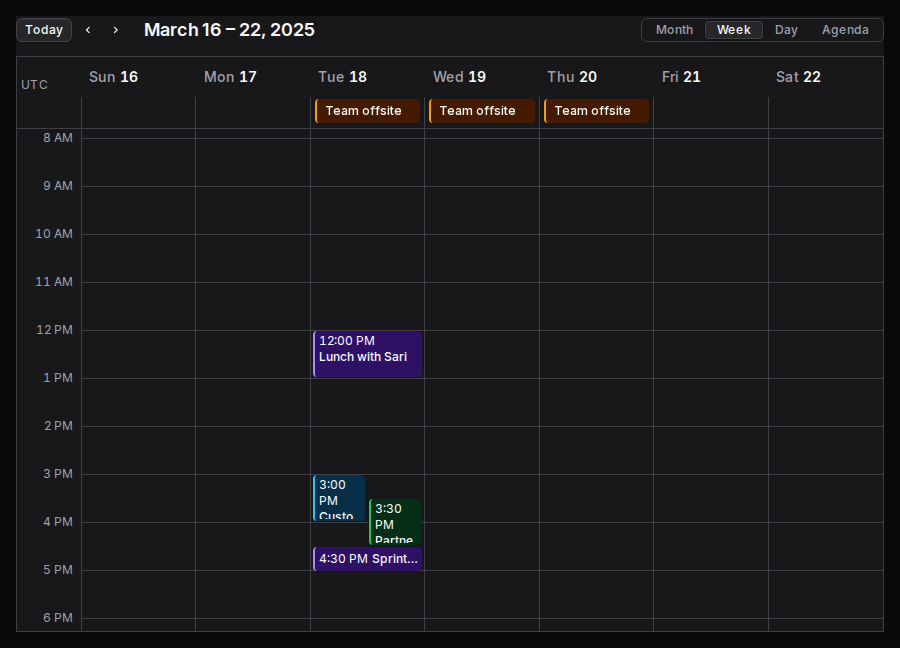 Today
March 16 – 22, 2025
Month Week Day Agenda
UTC
Sun 16 Mon 17 Tue 18 Wed 19 Thu 20 Fri 21 Sat 22
Team offsite Team offsite Team offsite
8 AM
9 AM
10 AM
11 AM
12 PM
12:00 PM
Lunch with Sari
1 PM
2 PM
3 PM
3:00
PM
Custo
3:30
PM
Partne
4 PM
4:30 PM Sprint...
5 PM
6 PM